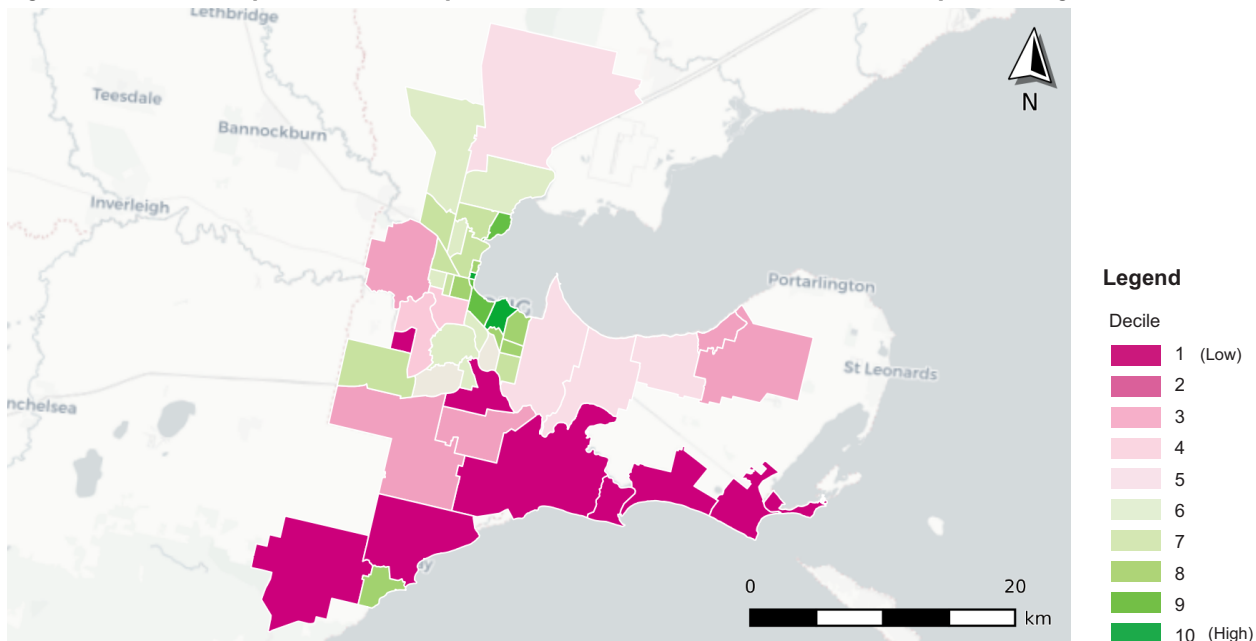 Lethbridge
Teesdale
Bannockburn
Inverleigh
N
Portarlington
St Leonards
nchelsea
0 20
km
Legend
Decile
1 (Low)
2
3
4
5
6
7
8
9
10 (High)